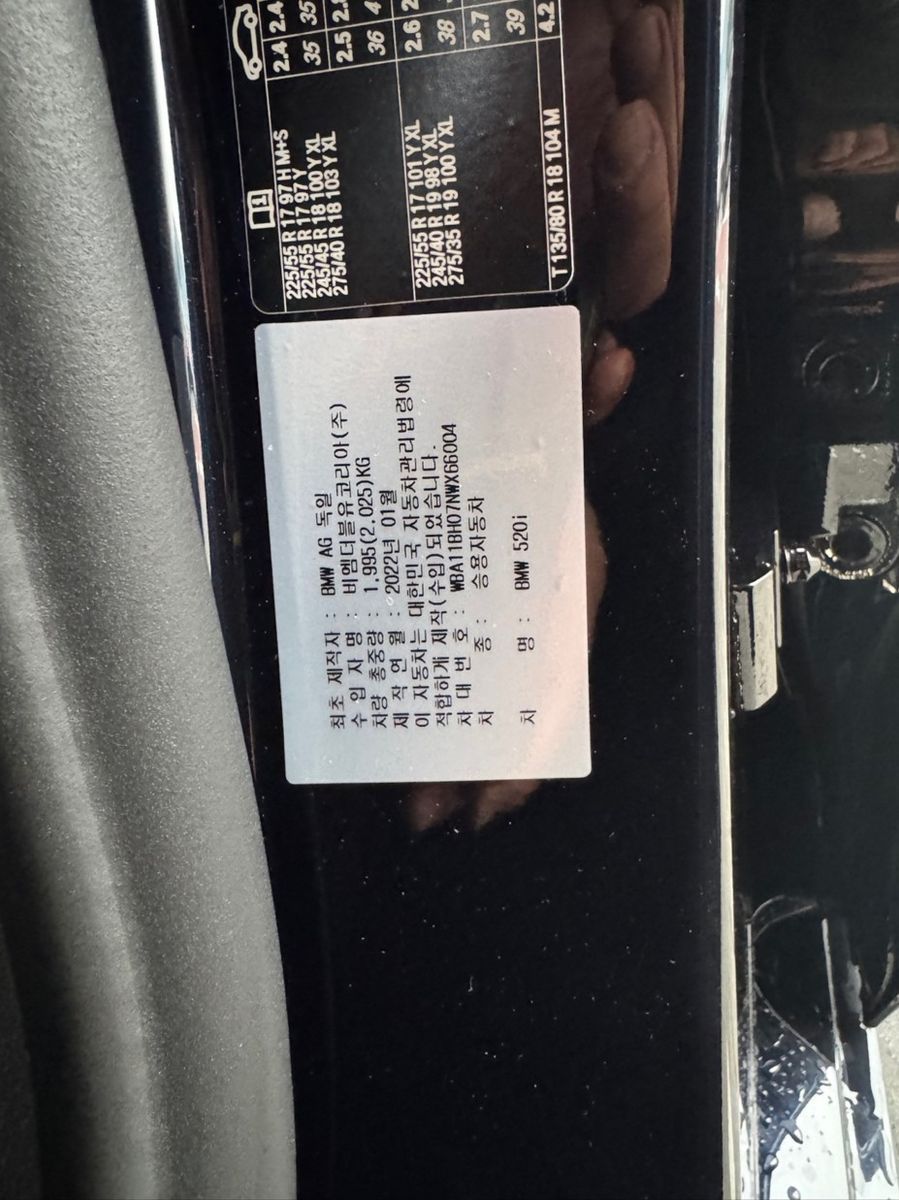 225/55 R 17 97 H M+S
225/55 R 17 97 Y
245/45 R 18 100 Y XL
275/40 R 18 103 Y XL
225/55 R 17 101 Y XL
245/40 R 19 98 Y XL
275/35 R 19 100 Y XL
T 135/80 R 18 104 M
2.4 2.4
35 35
2.5
36
2.6
38
2.7
39
4.2
최초 제작자 : BMW AG 독일
수 입 자 명 : 비엠더블유코리아(주)
차량 총중량 : 1,995(2,025)KG
제 작 연 월 : 2022년 01월
이 자동차는 대한민국 자동차관리법령에
적합하게 제작(수입)되었습니다.
차 대 번 호 : WBA11BH07NWX66004
차 종 : 승용자동차
차 명 : BMW 520i